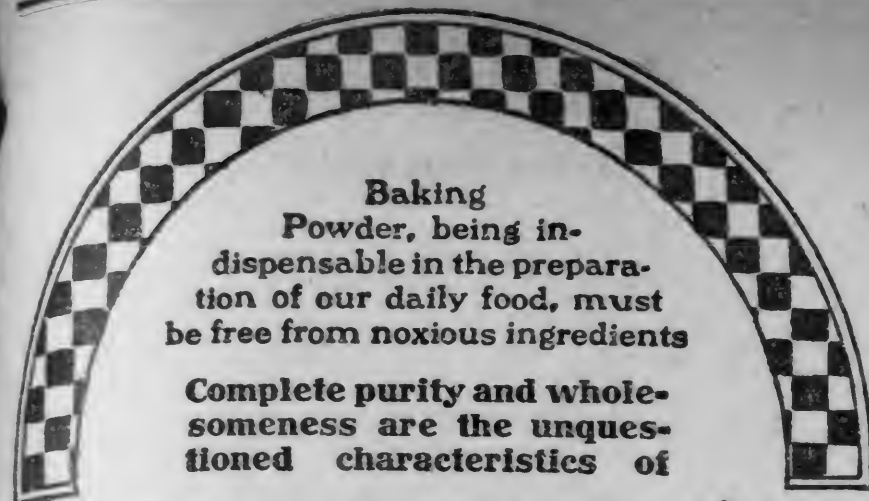 Baking
Powder, being in-
dispensable in the prepara-
tion of our daily food, must
be free from noxious ingredients
Complete purity and whole-
someness are the unques-
tioned characteristics of